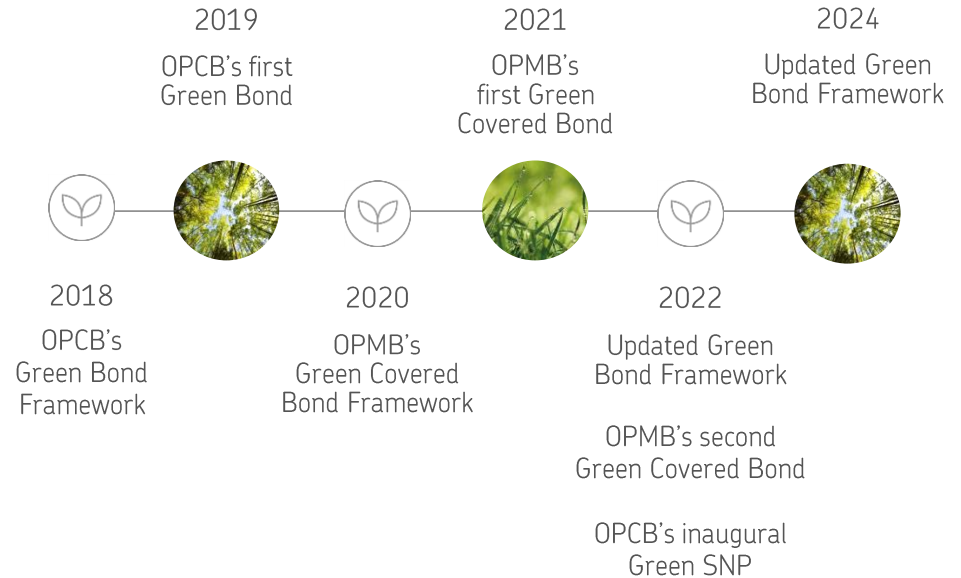 2019
OPCB's first
Green Bond
2021
OPMB's
first Green
Covered Bond
2024
Updated Green
Bond Framework
2018
OPCB's
Green Bond
Framework
2020
OPMB's
Green Covered
Bond Framework
2022
Updated Green
Bond Framework
OPMB's second
Green Covered Bond
OPCB's inaugural
Green SNP